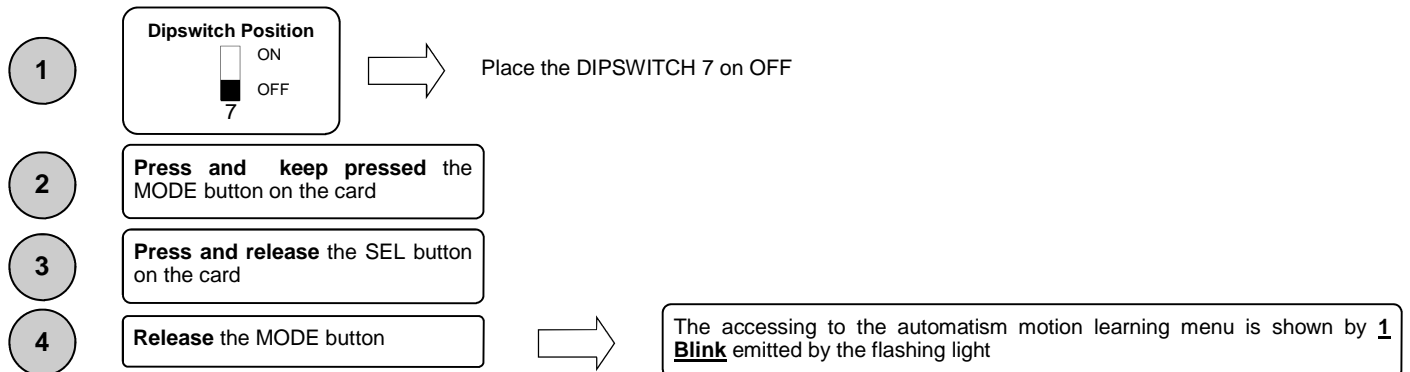 1
Dipswitch Position
ON
OFF
7
Place the DIPSWITCH 7 on OFF
2
Press and keep pressed the
MODE button on the card
3
Press and release the SEL button
on the card
4
Release the MODE button
The accessing to the automatism motion learning menu is shown by 1
Blink emitted by the flashing light